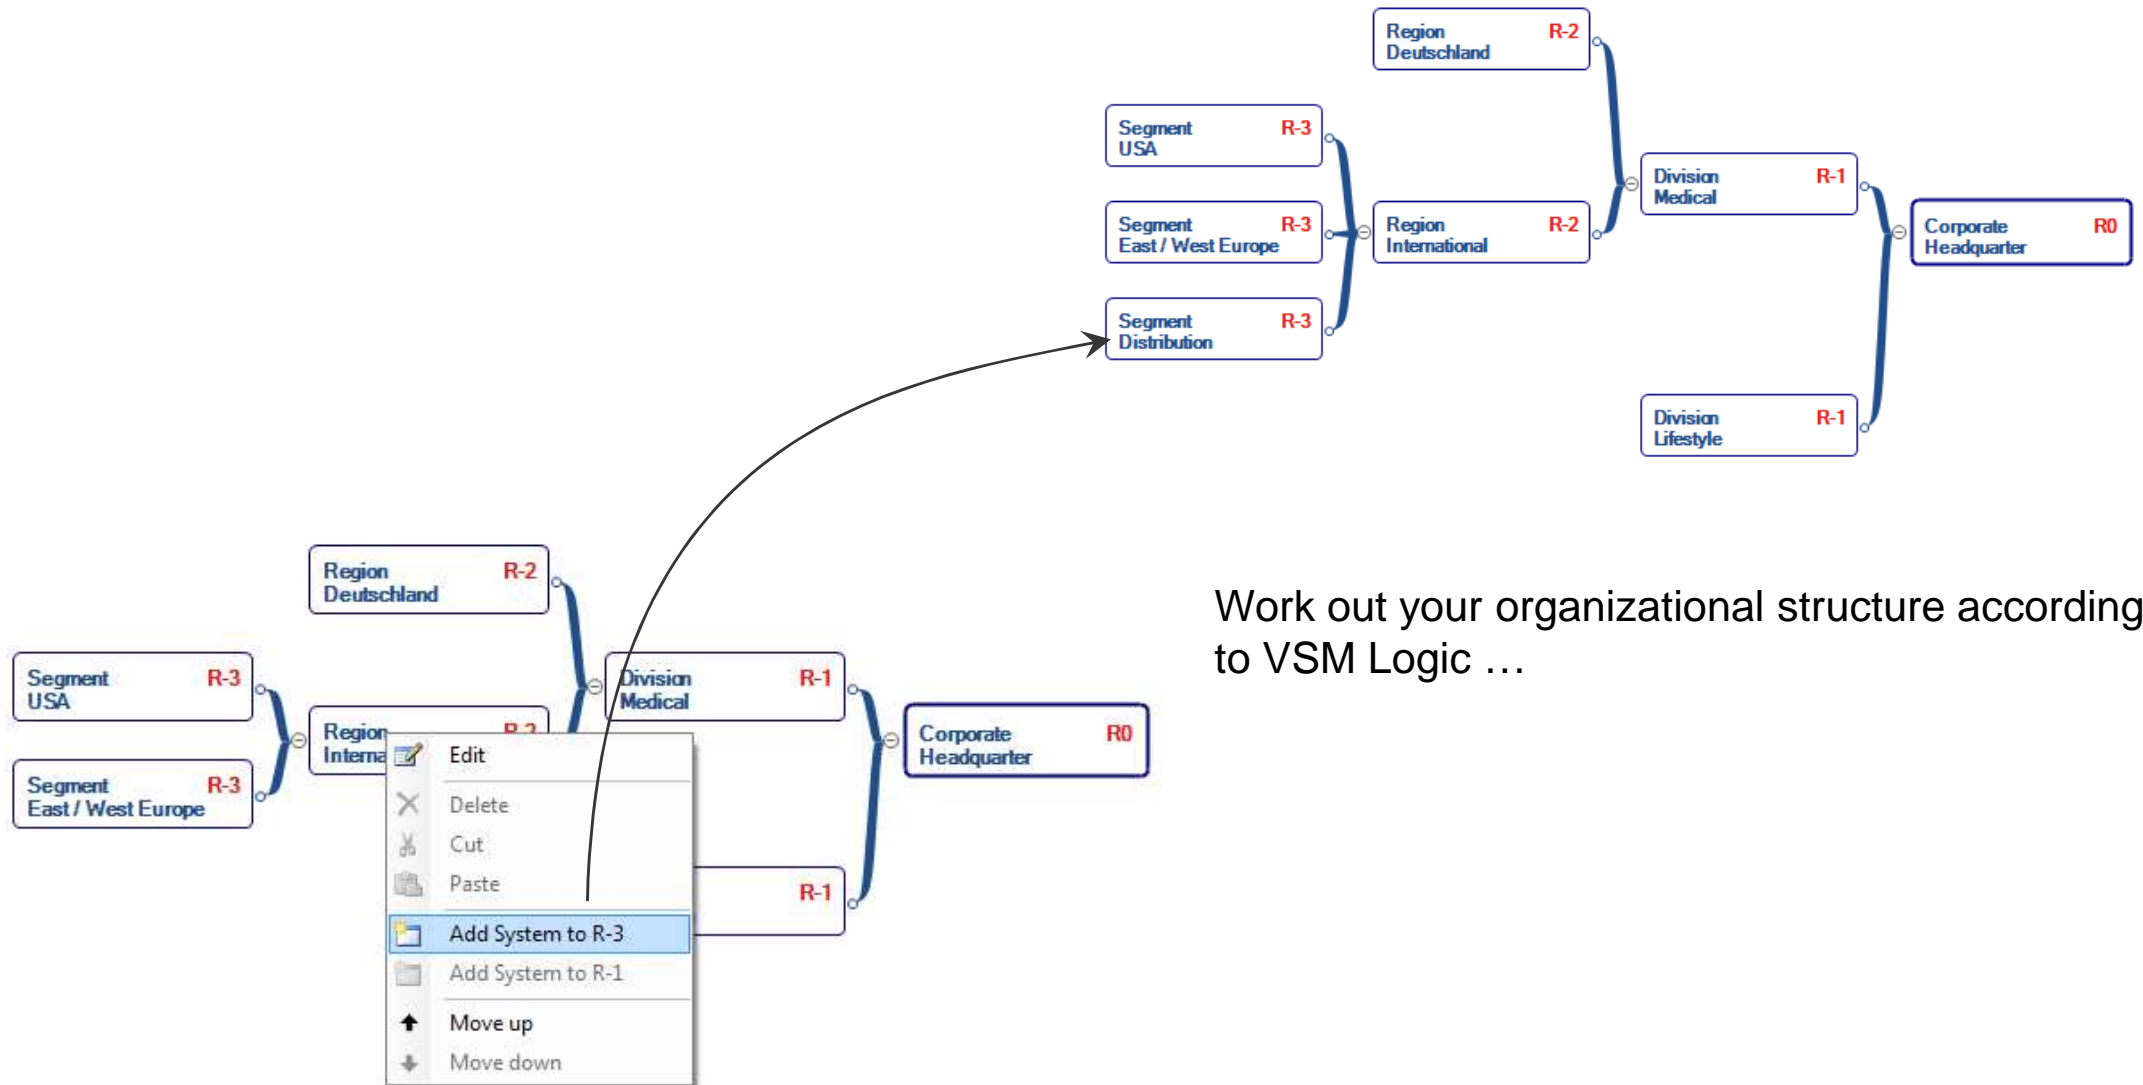 Region R-2
Deutschland
Segment R-3
USA
Division R-1
Medical
Segment R-3
East / West Europe
Region R-2
International
Corporate R0
Headquarter
Segment R-3
Distribution
Division R-1
Lifestyle
Work out your organizational structure according
to VSM Logic …
Region R-2
Deutschland
Segment R-3
USA
Division R-1
Medical
Region R-2
Interna
Corporate R0
Headquarter
Segment R-3
East / West Europe
R-1
Edit
Delete
Cut
Paste
Add System to R-3
Add System to R-1
Move up
Move down